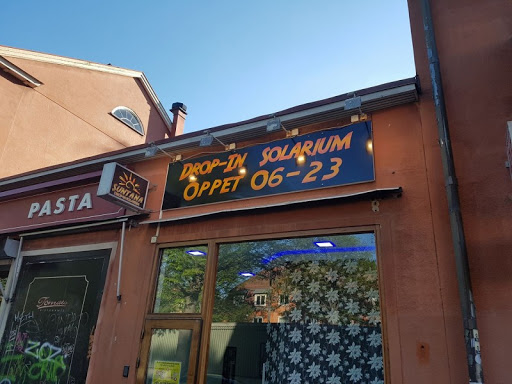 DROP-IN SOLARIUM
ÖPPET 06-23
SUNTANA
PASTA